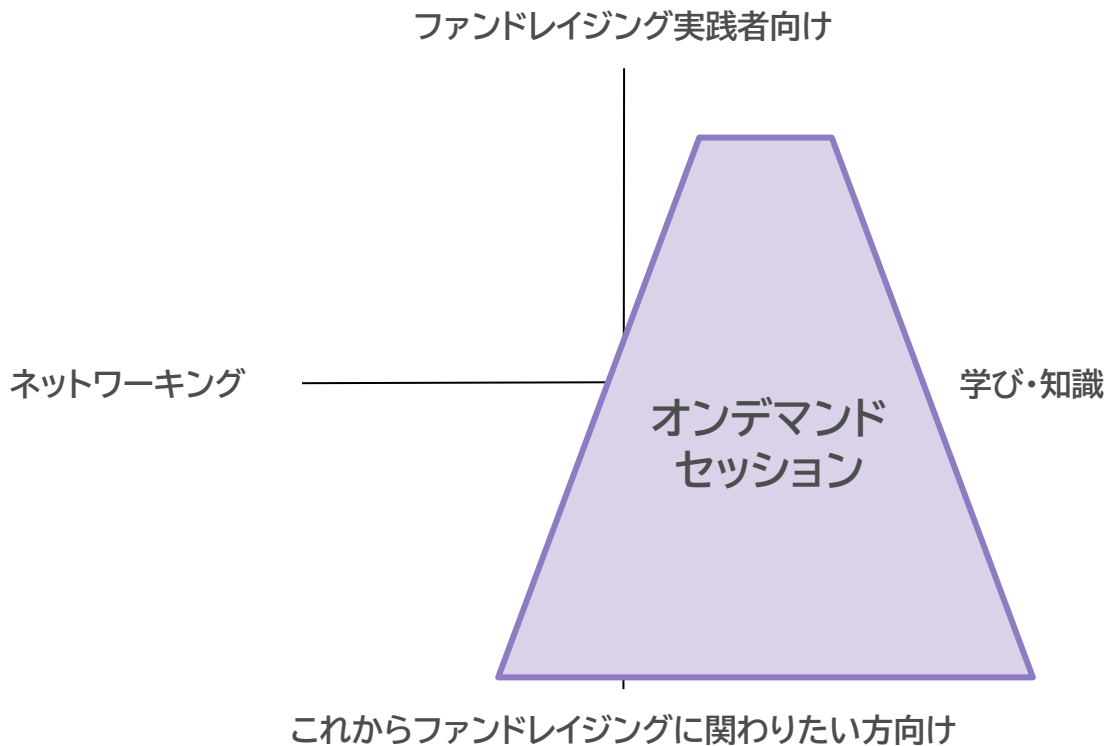 ファンドレイジング実践者向け
ネットワーキング
学び・知識
オンデマンド
セッション
これからファンドレイジングに関わりたい方向け